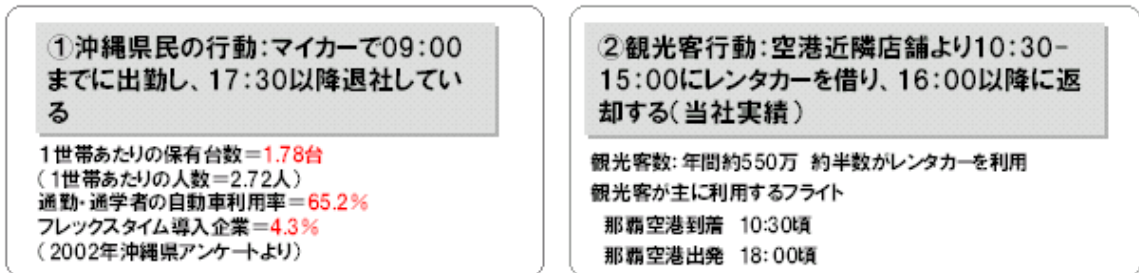 ①沖縄県民の行動:マイカーで09:00
までに出勤し、17:30以降退社してい
る
1世帯あたりの保有台数=1.78台
(1世帯あたりの人数=2.72人)
通勤・通学者の自動車利用率=65.2%
フレックスタイム導入企業=4.3%
(2002年沖縄県アンケートより)
②観光客行動:空港近隣店舗より10:30-
15:00にレンタカーを借り、16:00以降に返
却する(当社実績)
観光客数:年間約550万 約半数がレンタカーを利用
観光客が主に利用するフライト
那覇空港到着 10:30頃
那覇空港出発 18:00頃